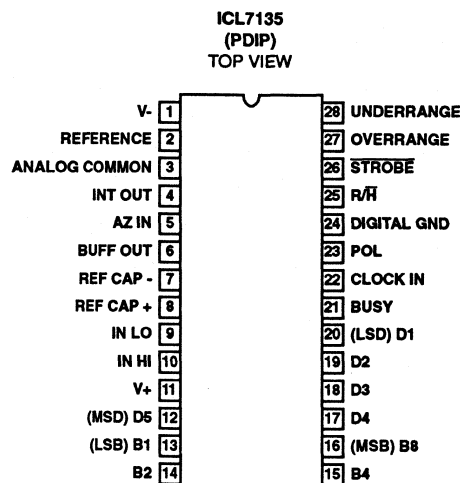 ICL7135
(PDIP)
TOP VIEW
V- 1 28 UNDERRANGE
REFERENCE 2 27 OVERRANGE
ANALOG COMMON 3 26 STROBE
INT OUT 4 25 R/H
AZ IN 5 24 DIGITAL GND
BUFF OUT 6 23 POL
REF CAP - 7 22 CLOCK IN
REF CAP + 8 21 BUSY
IN LO 9 20 (LSD) D1
IN HI 10 19 D2
V+ 11 18 D3
(MSD) D5 12 17 D4
(LSB) B1 13 16 (MSB) B8
B2 14 15 B4